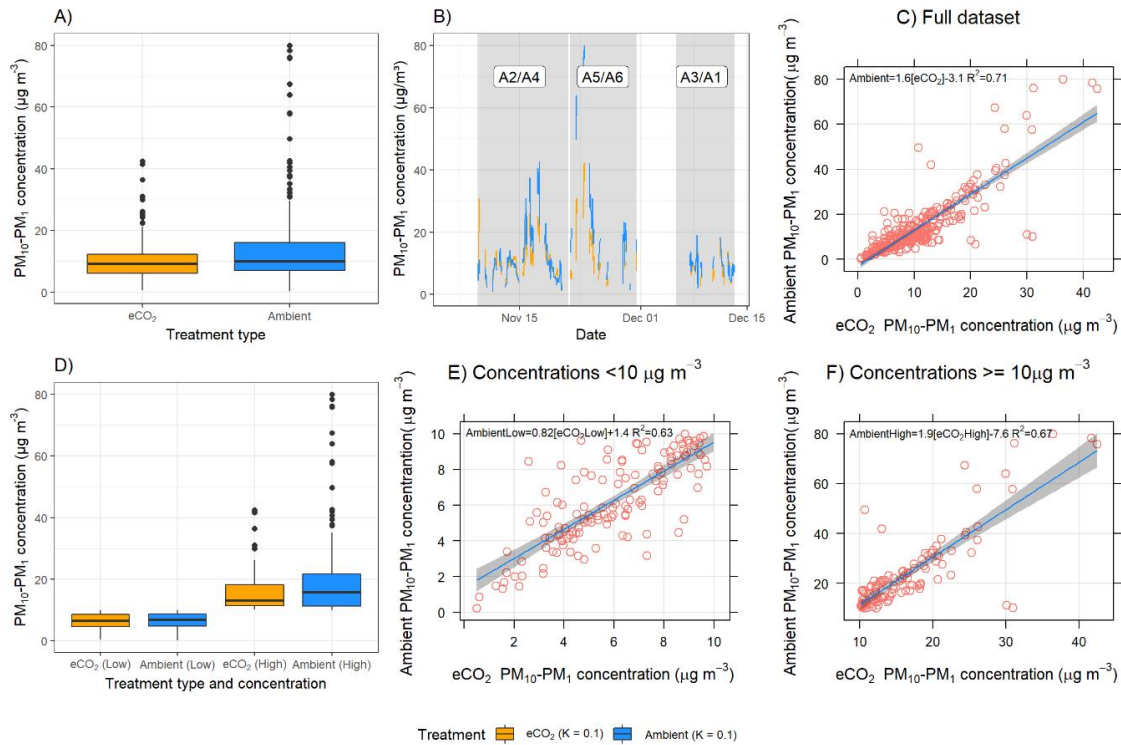 A)
PM₁₀-PM₁ concentration (µg m⁻³)
80
60
40
20
0
eCO₂
Ambient
Treatment type
B)
PM₁₀-PM₁ concentration (µg/m³)
80
60
40
20
0
A2/A4
A5/A6
A3/A1
Nov 15
Dec 01
Dec 15
Date
C) Full dataset
Ambient PM₁₀-PM₁ concentrantion(µg m⁻³)
Ambient=1.6[eCO₂]-3.1 R²=0.71
80
60
40
20
0
0
10
20
30
40
eCO₂ PM₁₀-PM₁ concentration (µg m⁻³)
D)
PM₁₀-PM₁ concentration (µg m⁻³)
80
60
40
20
0
eCO₂ (Low)
Ambient (Low)
eCO₂ (High)
Ambient (High)
Treatment type and concentration
E) Concentrations <10 µg m⁻³
Ambient PM₁₀-PM₁ concentration(µg m⁻³)
AmbientLow=0.82[eCO₂Low]+1.4 R²=0.63
10
8
6
4
2
0
2
4
6
8
10
eCO₂ PM₁₀-PM₁ concentration (µg m⁻³)
F) Concentrations >= 10µg m⁻³
Ambient PM₁₀-PM₁ concentration(µg m⁻³)
AmbientHigh=1.9[eCO₂High]-7.6 R²=0.67
80
60
40
20
10
20
30
40
eCO₂ PM₁₀-PM₁ concentration (µg m⁻³)
Treatment
eCO₂ (K = 0.1)
Ambient (K = 0.1)